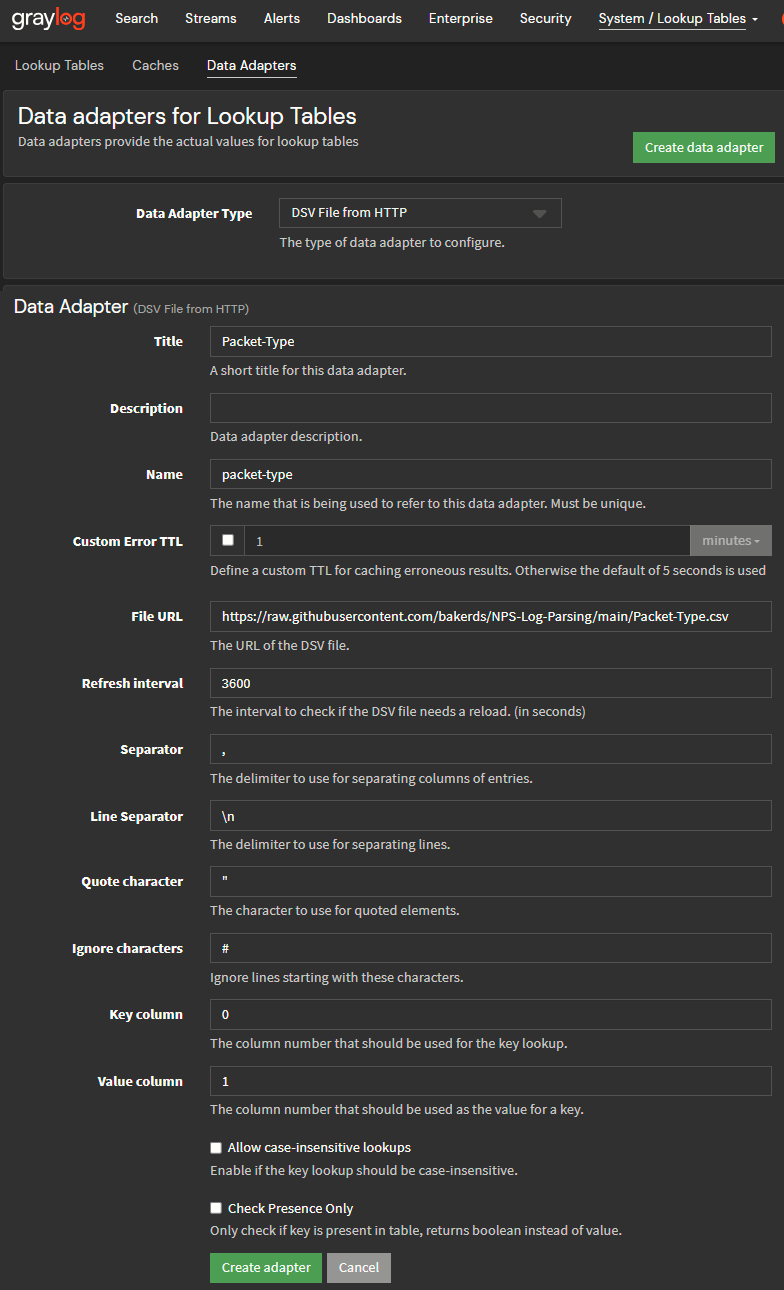 graylog Search Streams Alerts Dashboards Enterprise Security System / Lookup Tables
Lookup Tables Caches Data Adapters
Data adapters for Lookup Tables
Data adapters provide the actual values for lookup tables
Create data adapter
Data Adapter Type DSV File from HTTP
The type of data adapter to configure.
Data Adapter (DSV File from HTTP)
Title Packet-Type
A short title for this data adapter.
Description
Data adapter description.
Name packet-type
The name that is being used to refer to this data adapter. Must be unique.
Custom Error TTL 1 minutes
Define a custom TTL for caching erroneous results. Otherwise the default of 5 seconds is used
File URL https://raw.githubusercontent.com/bakerds/NPS-Log-Parsing/main/Packet-Type.csv
The URL of the DSV file.
Refresh interval 3600
The interval to check if the DSV file needs a reload. (in seconds)
Separator ,
The delimiter to use for separating columns of entries.
Line Separator \n
The delimiter to use for separating lines.
Quote character "
The character to use for quoted elements.
Ignore characters #
Ignore lines starting with these characters.
Key column 0
The column number that should be used for the key lookup.
Value column 1
The column number that should be used as the value for a key.
Allow case-insensitive lookups
Enable if the key lookup should be case-insensitive.
Check Presence Only
Only check if key is present in table, returns boolean instead of value.
Create adapter Cancel